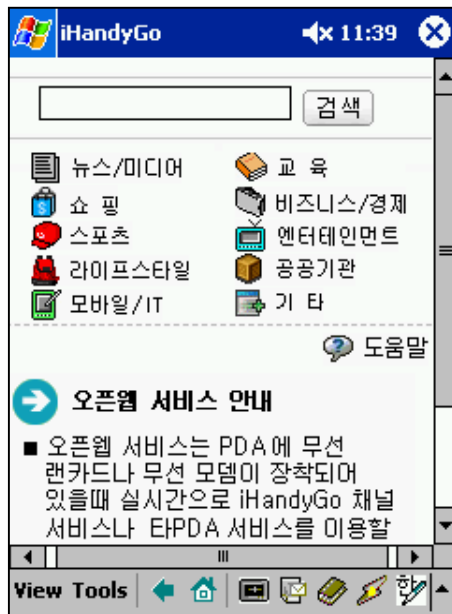 iHandyGo 11:39
검색
뉴스/미디어 교 육
쇼 핑 비즈니스/경제
스포츠 엔터테인먼트
라이프스타일 공공기관
모바일/IT 기 타
도움말
오픈웹 서비스 안내
■ 오픈웹 서비스는 PDA에 무선
랜카드나 무선 모뎀이 장착되어
있을때 실시간으로 iHandyGo 채널
서비스나 타PDA 서비스를 이용할
View Tools 한